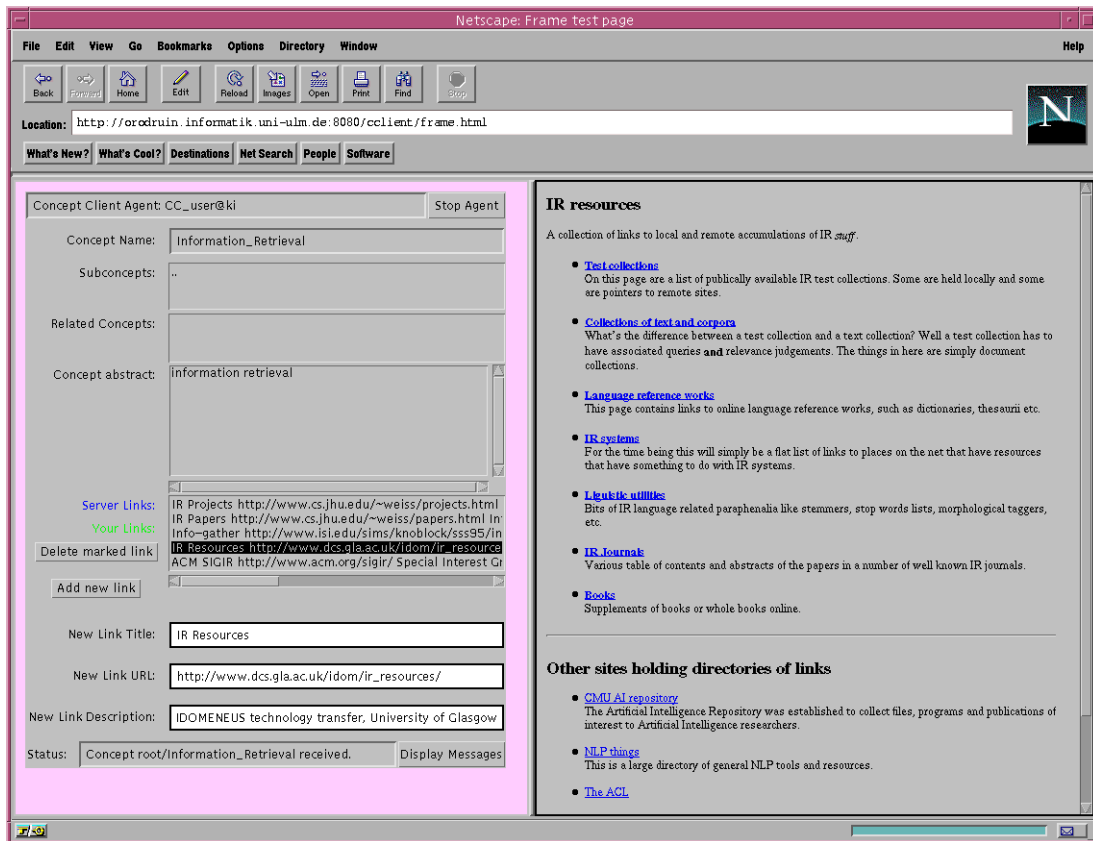 Netscape: Frame test page
File Edit View Go Bookmarks Options Directory Window Help
Back Forward Home Edit Reload Images Open Print Find Stop
N
Location: http://orodruin.informatik.uni-ulm.de:8080/cclient/frame.html
What's New? What's Cool? Destinations Net Search People Software
Concept Client Agent: CC_user@ki Stop Agent
Concept Name: Information_Retrieval
Subconcepts: ..
Related Concepts:
Concept abstract: information retrieval
Server Links:
Your Links:
Delete marked link
Add new link
IR Projects http://www.cs.jhu.edu/~weiss/projects.html
IR Papers http://www.cs.jhu.edu/~weiss/papers.html In
Info-gather http://www.isi.edu/sims/knoblock/sss95/in
IR Resources http://www.dcs.gla.ac.uk/idom/ir_resource
ACM SIGIR http://www.acm.org/sigir/ Special Interest Gr
New Link Title: IR Resources
New Link URL: http://www.dcs.gla.ac.uk/idom/ir_resources/
New Link Description: IDOMENEUS technology transfer, University of Glasgow
Status: Concept root/Information_Retrieval received. Display Messages
IR resources
A collection of links to local and remote accumulations of IR stuff.
Test collections
On this page are a list of publically available IR test collections. Some are held locally and some
are pointers to remote sites.
Collections of text and corpora
What's the difference between a test collection and a text collection? Well a test collection has to
have associated queries and relevance judgements. The things in here are simply document
collections.
Language reference works
This page contains links to online language reference works, such as dictionaries, thesaurii etc.
IR systems
For the time being this will simply be a flat list of links to places on the net that have resources
that have something to do with IR systems.
Liguistic utilities
Bits of IR language related paraphenalia like stemmers, stop words lists, morphological taggers,
etc.
IR Journals
Various table of contents and abstracts of the papers in a number of well known IR journals.
Books
Supplements of books or whole books online.
Other sites holding directories of links
CMU AI repository
The Artificial Intelligence Repository was established to collect files, programs and publications of
interest to Artificial Intelligence researchers.
NLP things
This is a large directory of general NLP tools and resources.
The ACL